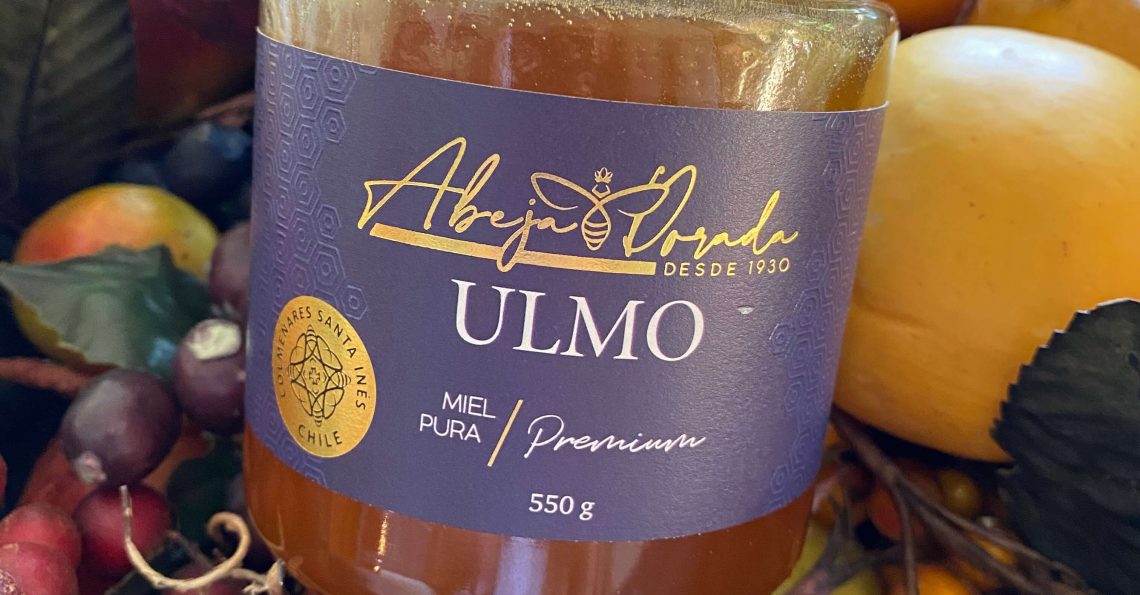 Abeja Dorada
DESDE 1930
ULMO
COLMENARES SANTA INÉS
CHILE
MIEL
PURA
Premium
550 g